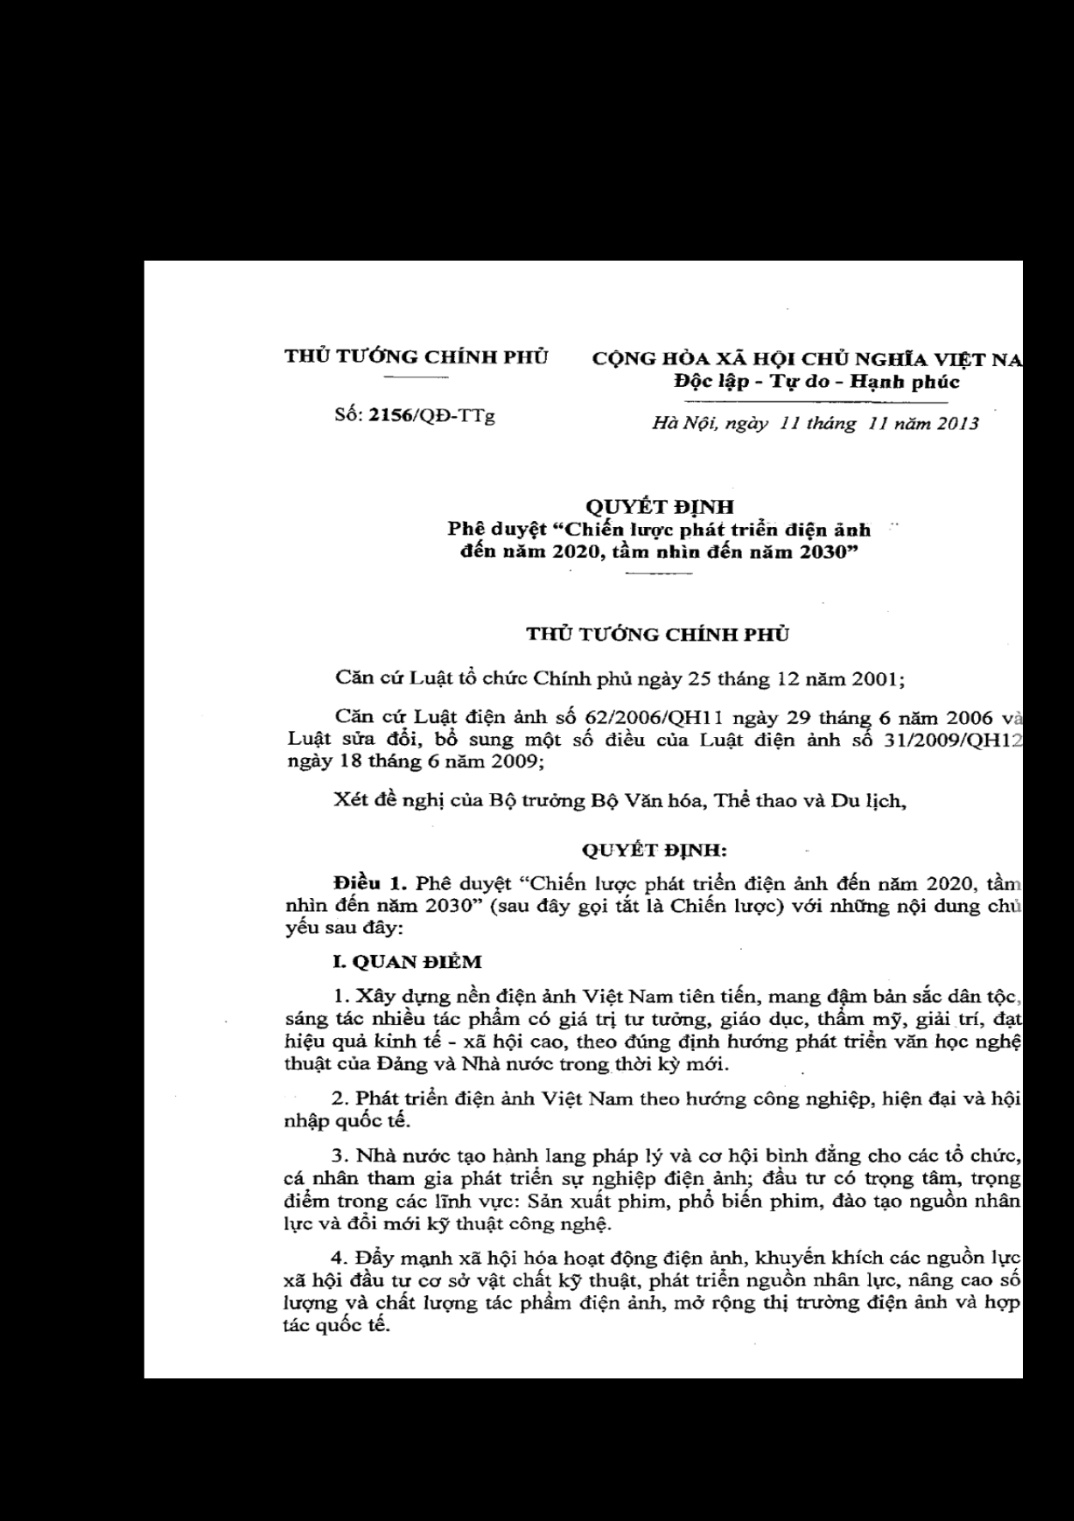 THỦ TƯỚNG CHÍNH PHỦ
CỘNG HÒA XÃ HỘI CHỦ NGHĨA VIỆT NA
Độc lập - Tự do - Hạnh phúc
Số: 2156/QĐ-TTg
Hà Nội, ngày 11 tháng 11 năm 2013
QUYẾT ĐỊNH
Phê duyệt “Chiến lược phát triển điện ảnh
đến năm 2020, tầm nhìn đến năm 2030”
THỦ TƯỚNG CHÍNH PHỦ
Căn cứ Luật tổ chức Chính phủ ngày 25 tháng 12 năm 2001;
Căn cứ Luật điện ảnh số 62/2006/QH11 ngày 29 tháng 6 năm 2006 và
Luật sửa đổi, bổ sung một số điều của Luật điện ảnh số 31/2009/QH12
ngày 18 tháng 6 năm 2009;
Xét đề nghị của Bộ trưởng Bộ Văn hóa, Thể thao và Du lịch,
QUYẾT ĐỊNH:
Điều 1. Phê duyệt “Chiến lược phát triển điện ảnh đến năm 2020, tầm
nhìn đến năm 2030” (sau đây gọi tắt là Chiến lược) với những nội dung chủ
yếu sau đây:
I. QUAN ĐIỂM
1. Xây dựng nền điện ảnh Việt Nam tiên tiến, mang đậm bản sắc dân tộc,
sáng tác nhiều tác phẩm có giá trị tư tưởng, giáo dục, thẩm mỹ, giải trí, đạt
hiệu quả kinh tế - xã hội cao, theo đúng định hướng phát triển văn học nghệ
thuật của Đảng và Nhà nước trong thời kỳ mới.
2. Phát triển điện ảnh Việt Nam theo hướng công nghiệp, hiện đại và hội
nhập quốc tế.
3. Nhà nước tạo hành lang pháp lý và cơ hội bình đẳng cho các tổ chức,
cá nhân tham gia phát triển sự nghiệp điện ảnh; đầu tư có trọng tâm, trọng
điểm trong các lĩnh vực: Sản xuất phim, phổ biến phim, đào tạo nguồn nhân
lực và đổi mới kỹ thuật công nghệ.
4. Đẩy mạnh xã hội hóa hoạt động điện ảnh, khuyến khích các nguồn lực
xã hội đầu tư cơ sở vật chất kỹ thuật, phát triển nguồn nhân lực, nâng cao số
lượng và chất lượng tác phẩm điện ảnh, mở rộng thị trường điện ảnh và hợp
tác quốc tế.